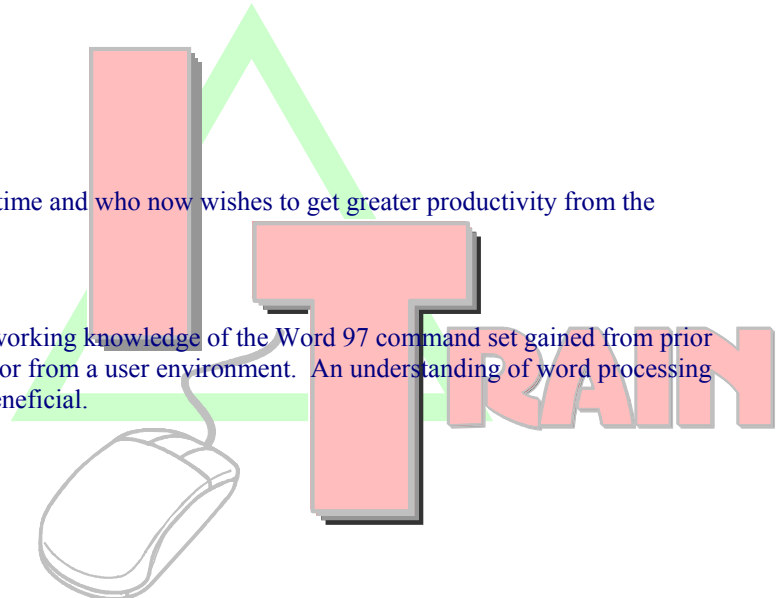 time and who now wishes to get greater productivity from the
working knowledge of the Word 97 command set gained from prior
or from a user environment.  An understanding of word processing
eneficial.
IT RAIN